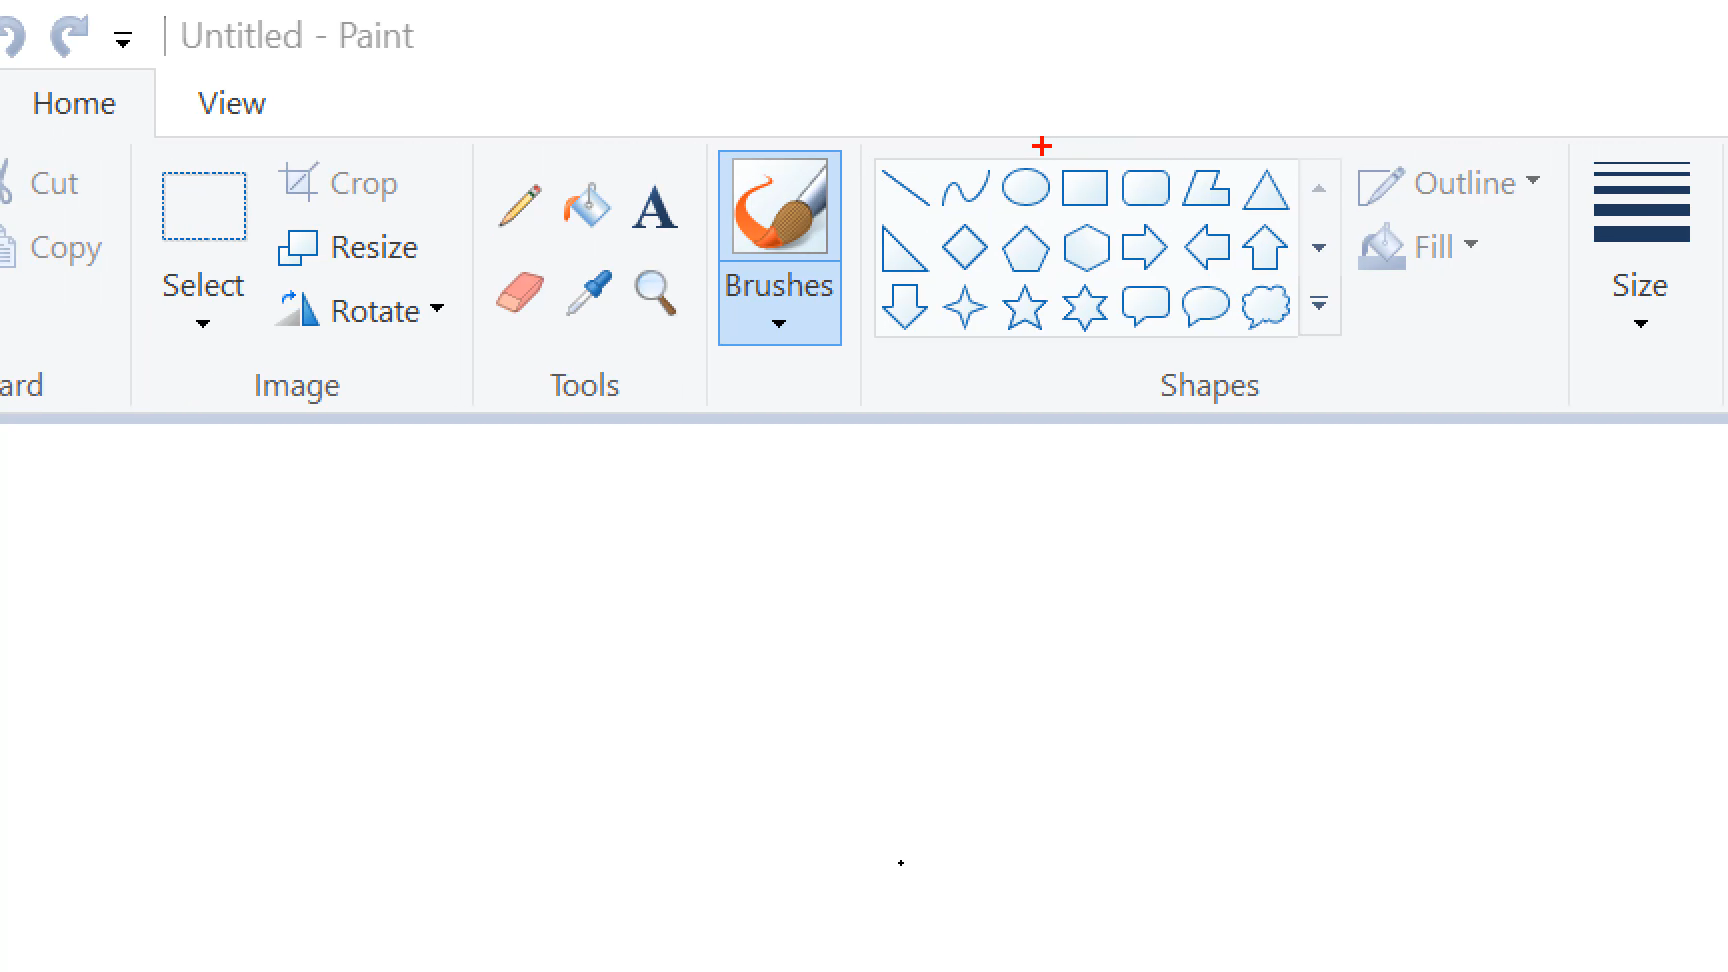 Untitled - Paint
Home View
Cut
Copy
Select
Crop
Resize
Rotate
A
Brushes
Outline
Fill
Size
ard
Image
Tools
Shapes